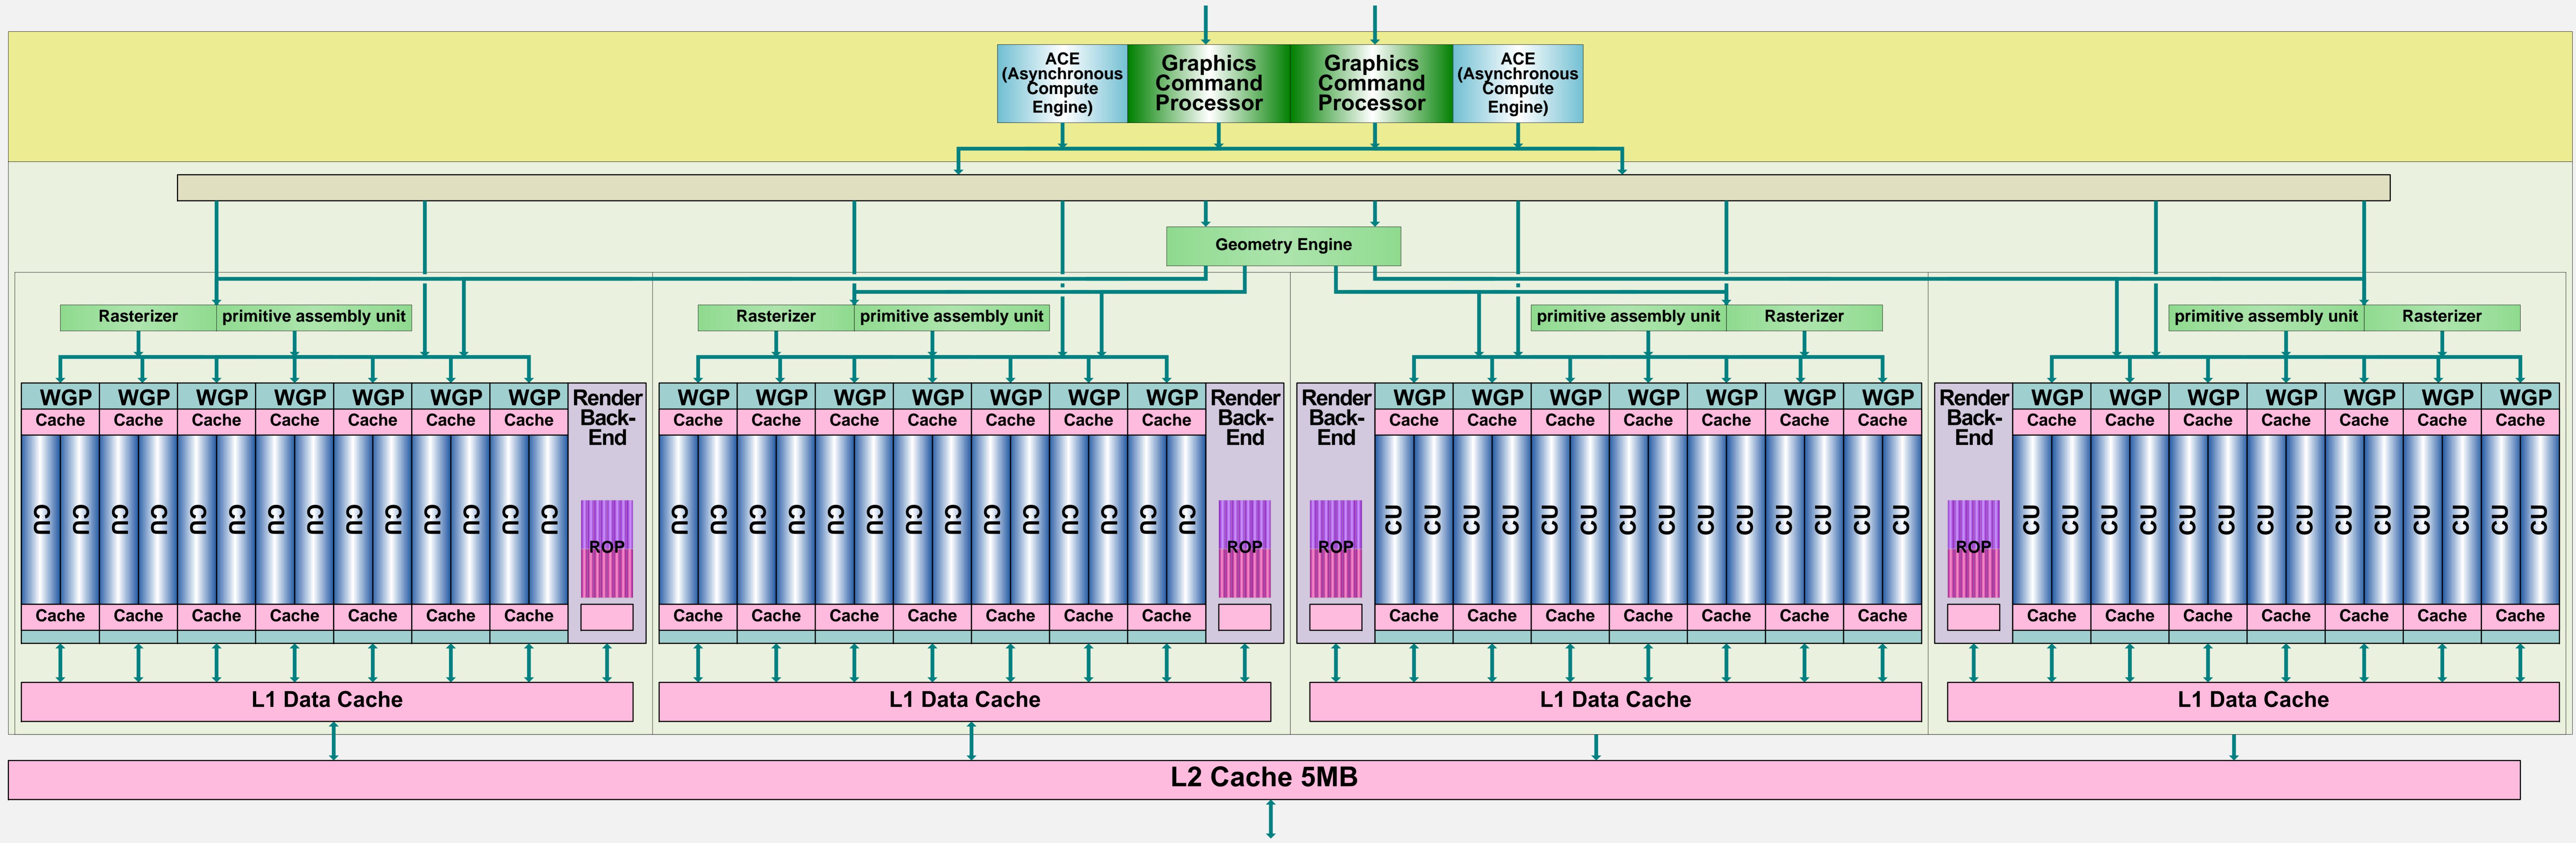 ACE (Asynchronous Compute Engine)
Graphics Command Processor
Graphics Command Processor
ACE (Asynchronous Compute Engine)
Geometry Engine
Rasterizer primitive assembly unit
Rasterizer primitive assembly unit
primitive assembly unit Rasterizer
primitive assembly unit Rasterizer
WGP WGP WGP WGP WGP WGP WGP
Cache Cache Cache Cache Cache Cache Cache
CU CU CU CU CU CU CU CU CU CU CU CU CU CU
Cache Cache Cache Cache Cache Cache Cache
Render
Back-
End
ROP
L1 Data Cache
WGP WGP WGP WGP WGP WGP WGP
Cache Cache Cache Cache Cache Cache Cache
CU CU CU CU CU CU CU CU CU CU CU CU CU CU
Cache Cache Cache Cache Cache Cache Cache
Render
Back-
End
ROP
L1 Data Cache
Render
Back-
End
ROP
WGP WGP WGP WGP WGP WGP WGP
Cache Cache Cache Cache Cache Cache Cache
CU CU CU CU CU CU CU CU CU CU CU CU CU CU
Cache Cache Cache Cache Cache Cache Cache
L1 Data Cache
Render
Back-
End
ROP
WGP WGP WGP WGP WGP WGP WGP
Cache Cache Cache Cache Cache Cache Cache
CU CU CU CU CU CU CU CU CU CU CU CU CU CU
Cache Cache Cache Cache Cache Cache Cache
L1 Data Cache
L2 Cache 5MB